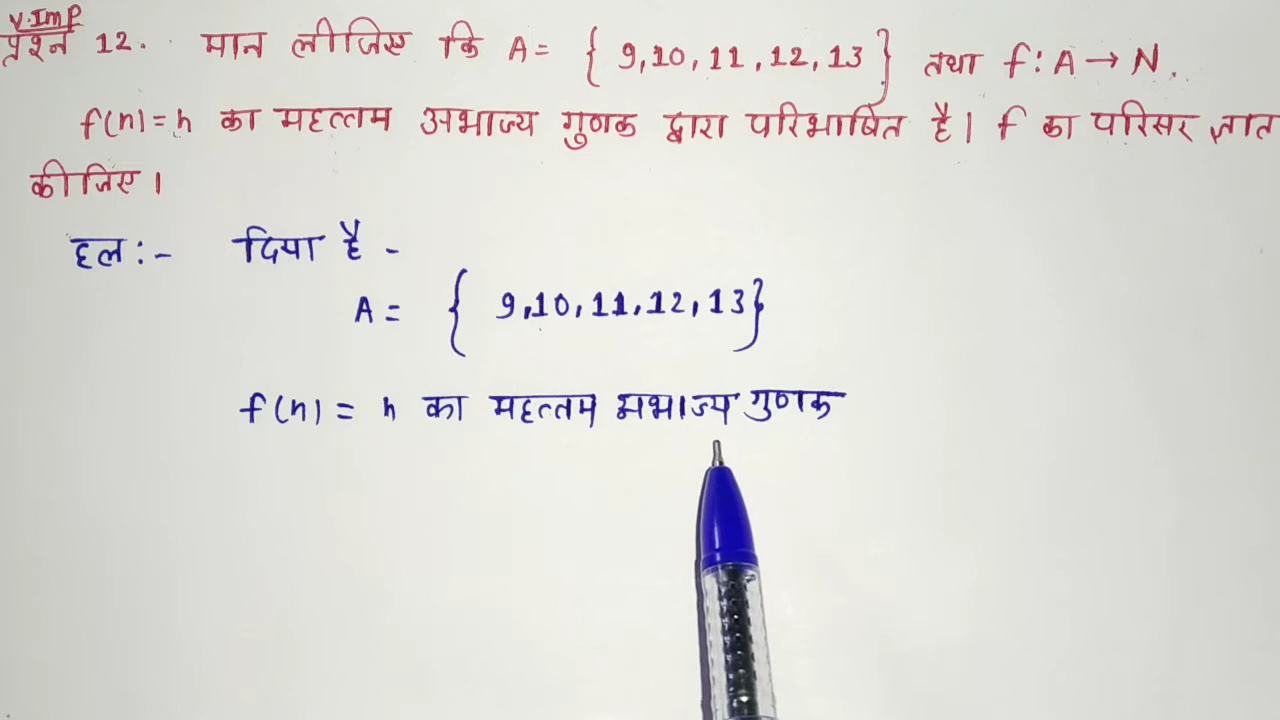 V.Imp
प्रश्न 12. मान लीजिए कि A= { 9,10, 11, 12, 13 } तथा f: A → N.
f(n)=n का महत्तम अभाज्य गुणक द्वारा परिभाषित है। f का परिसर ज्ञात
कीजिए।
हल:- दिया है -
A= { 9,10, 11, 12, 13}
f(n) = n का महत्तम अभाज्य गुणक